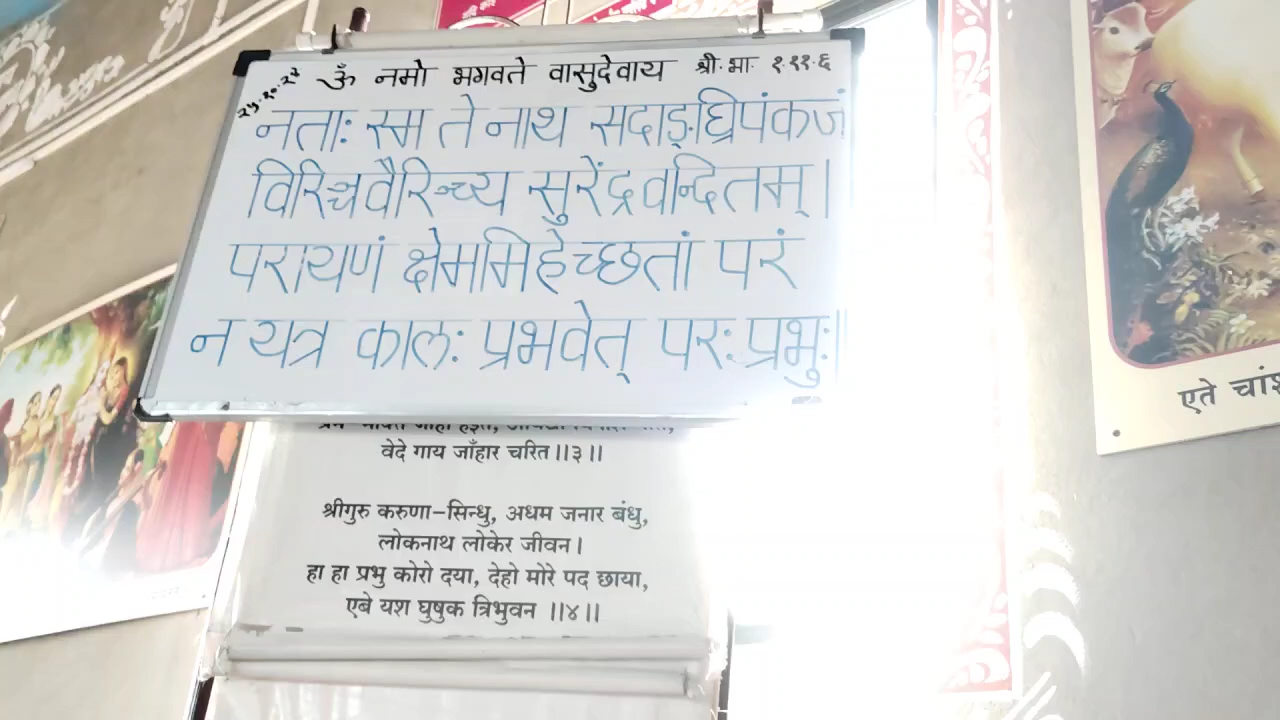 ॐ नमो भगवते वासुदेवाय श्री. भा. १.११.६
नताः स्म ते नाथ सदाङ्घ्रिपंकजं
विरिञ्चवैरिञ्च्य सुरेंद्रवन्दितम्।
परायणं क्षेममिहेच्छतां परं
न यत्र कालः प्रभवेत् परः प्रभुः॥
वेदे गाय जाँहार चरित॥३॥
श्रीगुरु करुणा-सिन्धु, अधम जनार बंधु,
लोकनाथ लोकेर जीवन।
हा हा प्रभु कोरो दया, देहो मोरे पद छाया,
एबे यश घुषुक त्रिभुवन ॥४॥
एते